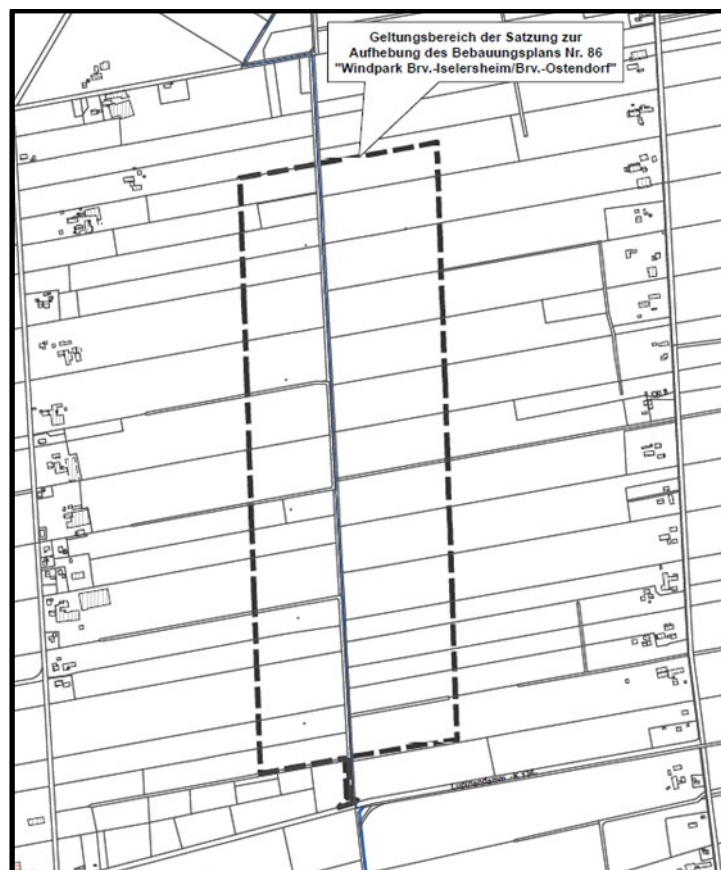 Geltungsbereich der Satzung zur
Aufhebung des Bebauungsplans Nr. 86
"Windpark Brv.-Iselersheim/Brv.-Ostendorf"